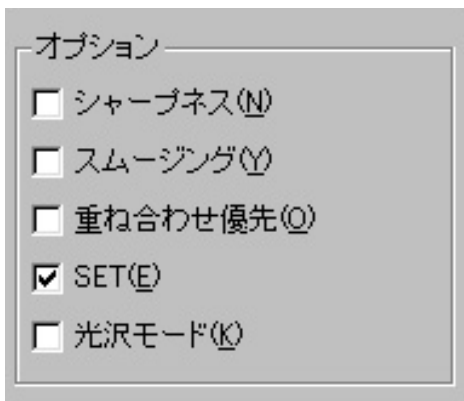 オプション
シャープネス(N)
スムージング(Y)
重ね合わせ優先(O)
SET(E)
光沢モード(K)